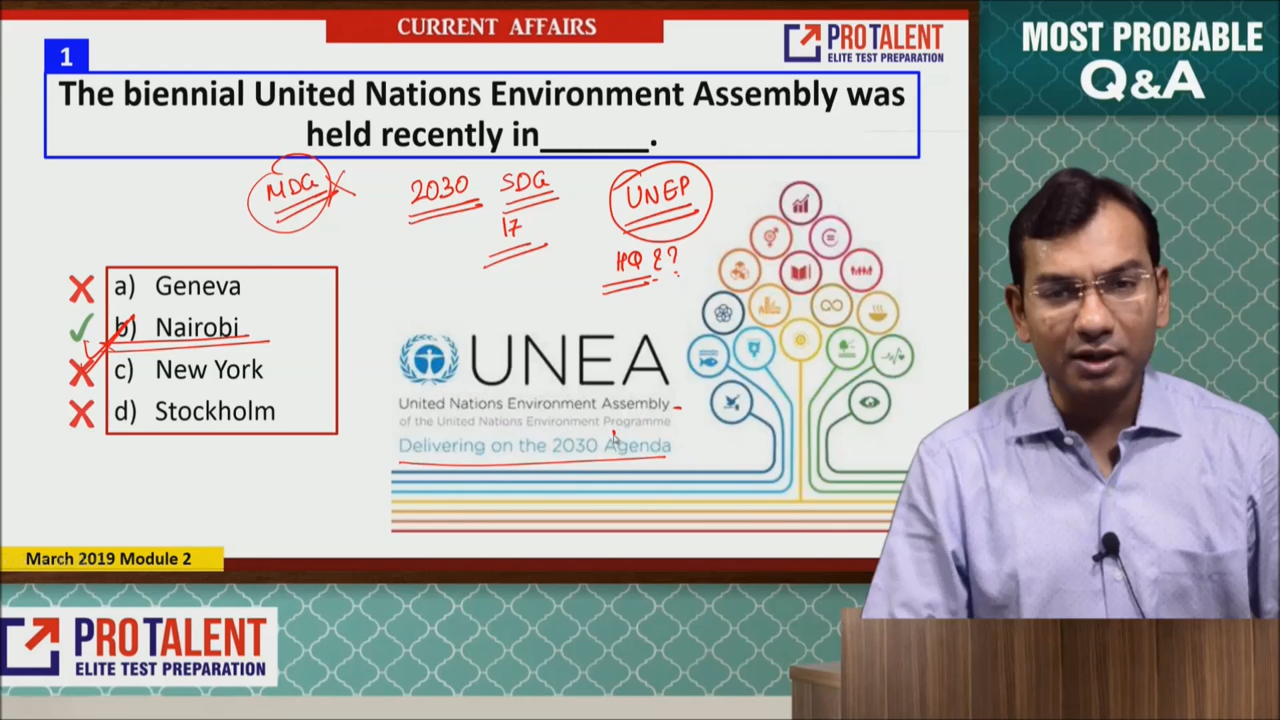 CURRENT AFFAIRS
PROTALENT
ELITE TEST PREPARATION
MOST PROBABLE
Q&A
1
The biennial United Nations Environment Assembly was
held recently in______.
MDG
2030
SDG
17
UNEP
HQ ??
a) Geneva
b) Nairobi
c) New York
d) Stockholm
UNEA
United Nations Environment Assembly
of the United Nations Environment Programme
Delivering on the 2030 Agenda
March 2019 Module 2
PROTALENT
ELITE TEST PREPARATION